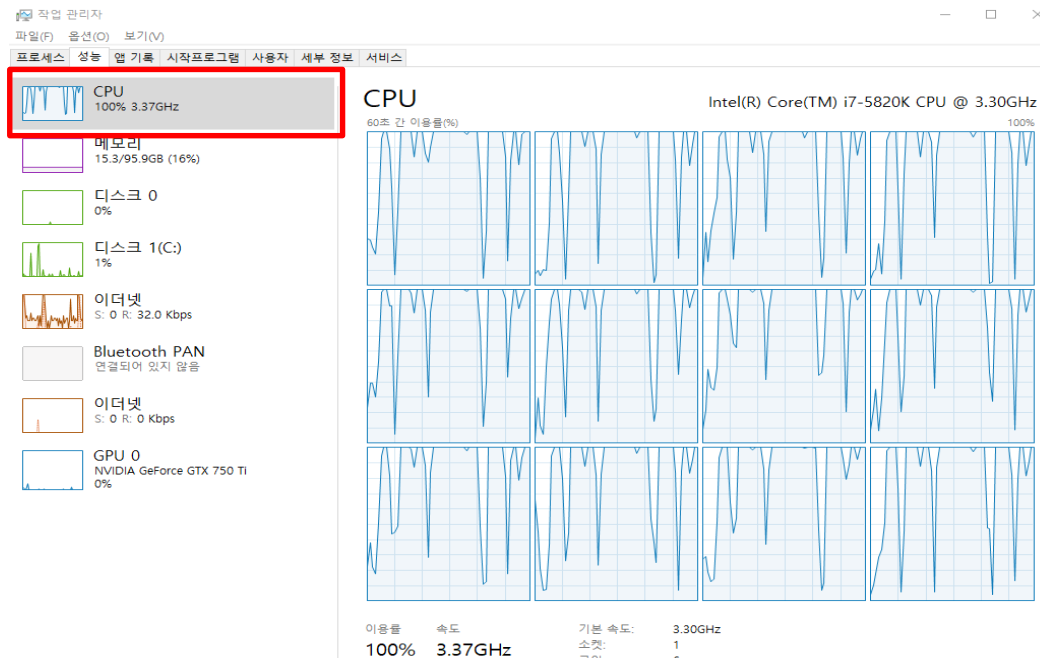 작업 관리자
파일(F) 옵션(O) 보기(V)
프로세스 성능 앱 기록 시작프로그램 사용자 세부 정보 서비스
CPU
100% 3.37GHz
메모리
15.3/95.9GB (16%)
디스크 0
0%
디스크 1(C:)
1%
이더넷
S: 0 R: 32.0 Kbps
Bluetooth PAN
연결되어 있지 않음
이더넷
S: 0 R: 0 Kbps
GPU 0
NVIDIA GeForce GTX 750 Ti
0%
CPU Intel(R) Core(TM) i7-5820K CPU @ 3.30GHz
60초 간 이용률(%) 100%
이용률 속도 기본 속도: 3.30GHz
100% 3.37GHz 소켓: 1